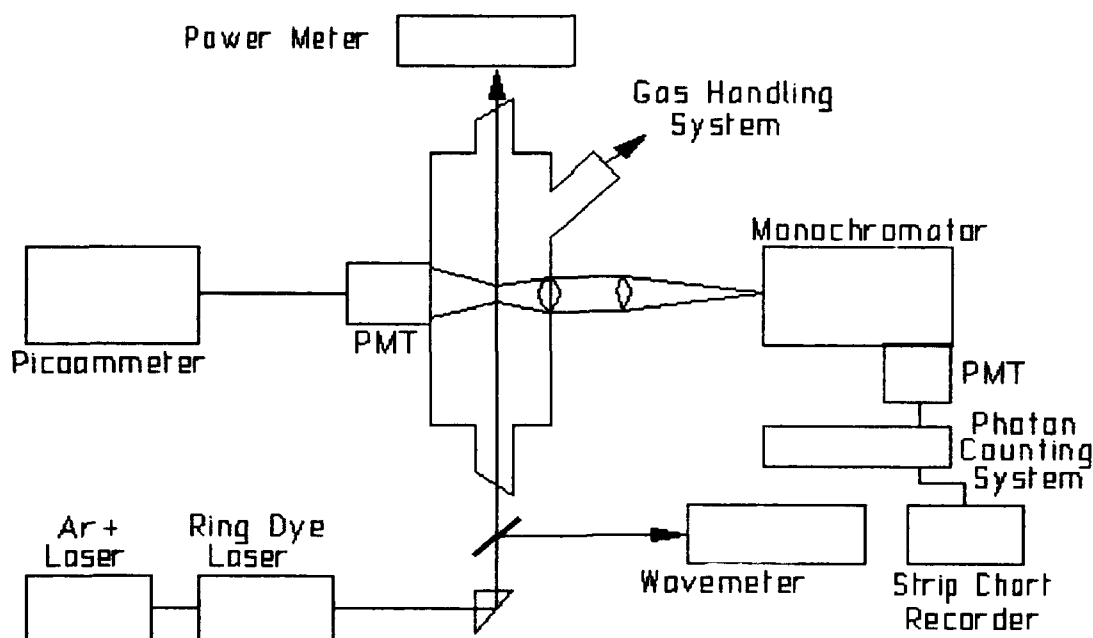 Power Meter
Gas Handling
System
Monochromator
PMT
Picoammeter
PMT
Photon
Counting
System
Ar+
Laser
Ring Dye
Laser
Wavemeter
Strip Chart
Recorder